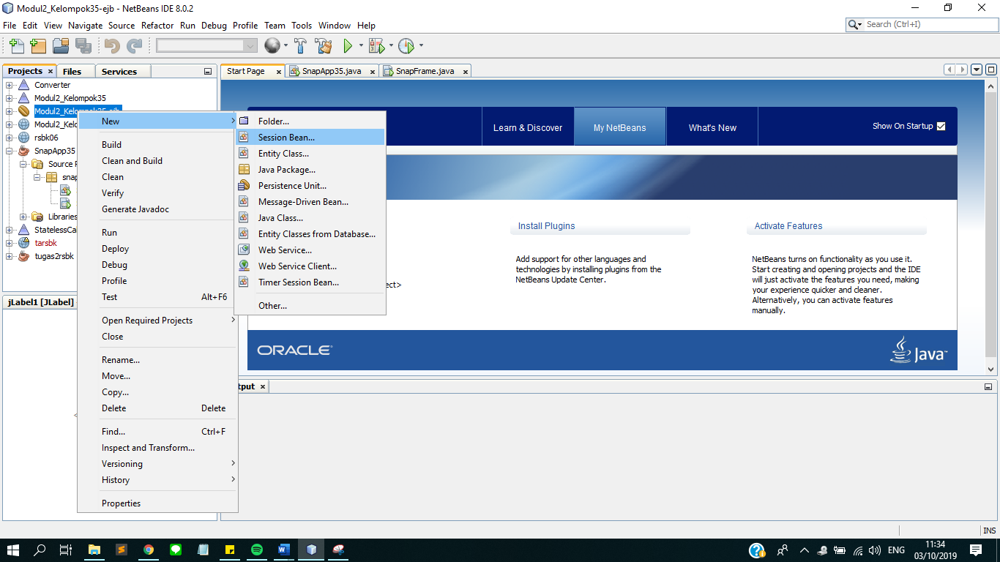 Modul2_Kelompok35-ejb - NetBeans IDE 8.0.2
File Edit View Navigate Source Refactor Run Debug Profile Team Tools Window Help
Search (Ctrl+I)
Projects Files Services
Start Page SnapApp35.java SnapFrame.java
Converter
Modul2_Kelompok35
Modul2_Kelompok35-ejb
Modul2_Kelo
rsbk06
SnapApp35
Source P
snap
Libraries
StatelessCal
tarsbk
tugas2rsbk
jLabel1 [JLabel]
New
Build
Clean and Build
Clean
Verify
Generate Javadoc
Run
Deploy
Debug
Profile
Test Alt+F6
Open Required Projects
Close
Rename...
Move...
Copy...
Delete Delete
Find... Ctrl+F
Inspect and Transform...
Versioning
History
Properties
Folder...
Session Bean...
Entity Class...
Java Package...
Persistence Unit...
Message-Driven Bean...
Java Class...
Entity Classes from Database...
Web Service...
Web Service Client...
Timer Session Bean...
Other...
Learn & Discover My NetBeans What's New Show On Startup
Install Plugins
Add support for other languages and
technologies by installing plugins from the
NetBeans Update Center.
Activate Features
NetBeans turns on functionality as you use it.
Start creating and opening projects and the IDE
will just activate the features you need, making
your experience quicker and cleaner.
Alternatively, you can activate features
manually.
ect>
ORACLE Java™
tput
INS
ENG
11:34
03/10/2019